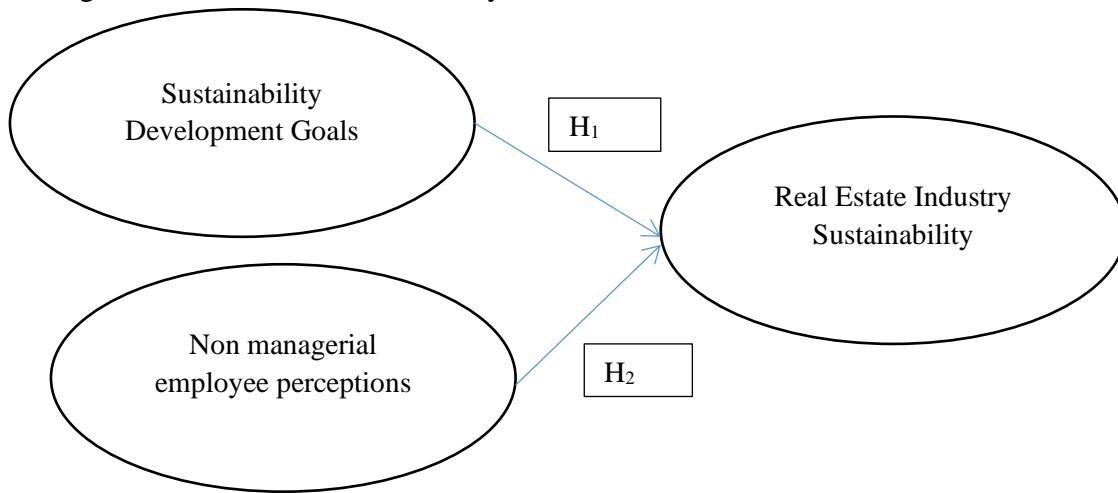 Sustainability
Development Goals
H₁
Real Estate Industry
Sustainability
Non managerial
employee perceptions
H₂